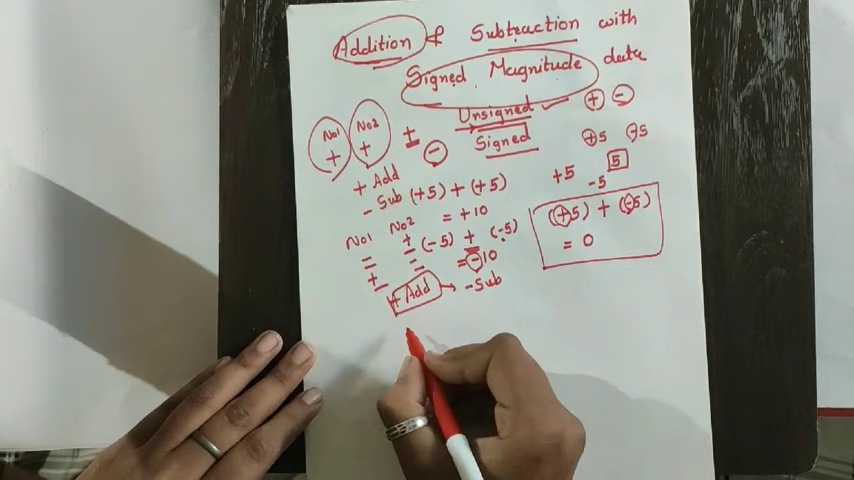 Addition & Subtraction with
Signed Magnitude data
Unsigned ✓ + -
Signed
No1 No2
+ + ± -
+5 -5
5
+5
-5
+ Add
- Sub (+5) + (+5)
= +10
No1 No2
= + (-5) + (-5)
= -10
+ Add → - Sub
(+5) + (-5)
= 0